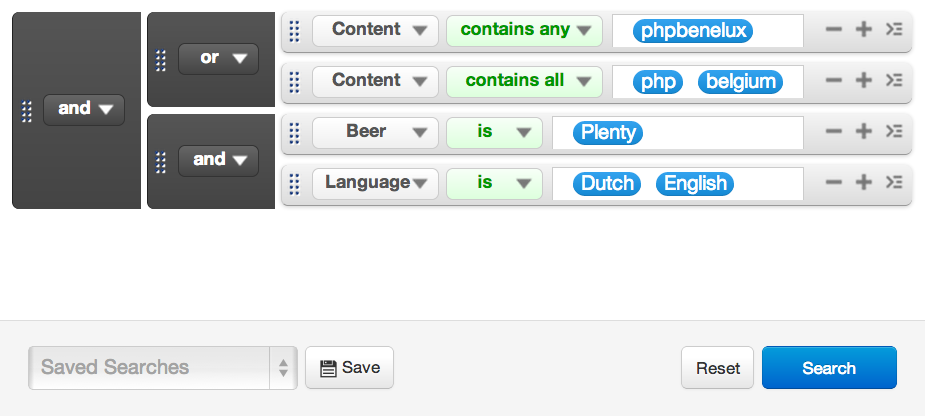 Content contains any phpbenelux
or
Content contains all php belgium
and
Beer is Plenty
and
Language is Dutch English
Saved Searches Save Reset Search